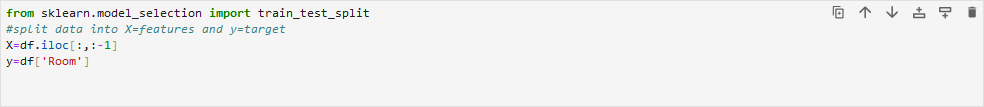 from sklearn.model_selection import train_test_split
#split data into X=features and y=target
X=df.iloc[:,:-1]
y=df['Room']